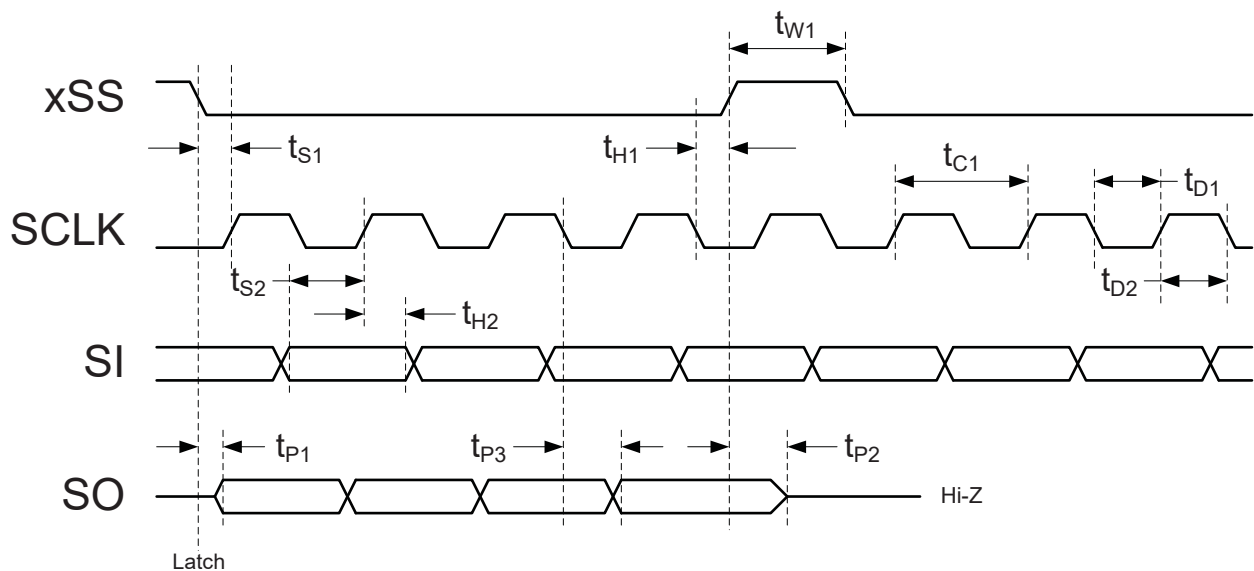 tW1
xSS
tS1
tH1
tC1
tD1
SCLK
tS2
tD2
tH2
SI
tP1
tP3
tP2
SO
Hi-Z
Latch